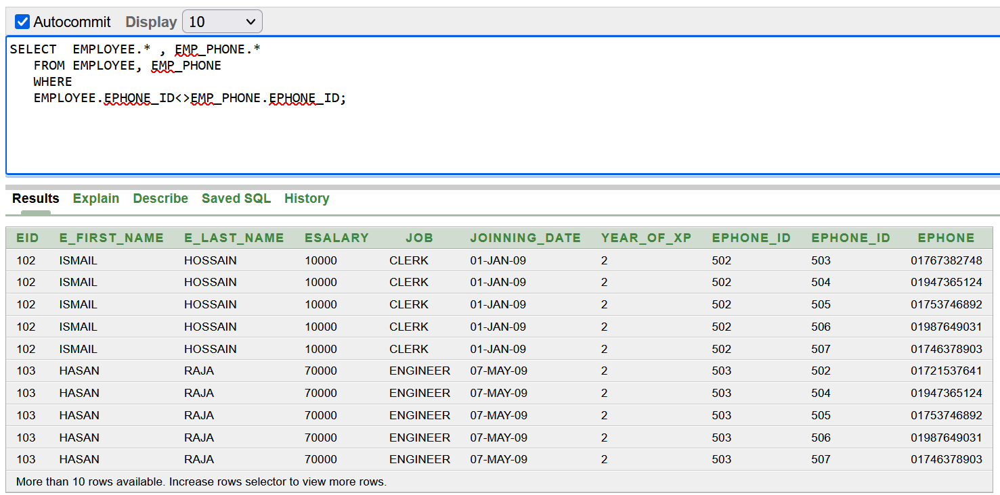 Autocommit Display 10
SELECT  EMPLOYEE.* , EMP_PHONE.*
FROM EMPLOYEE, EMP_PHONE
WHERE
EMPLOYEE.EPHONE_ID<>EMP_PHONE.EPHONE_ID;
Results Explain Describe Saved SQL History
EID E_FIRST_NAME E_LAST_NAME ESALARY JOB JOINNING_DATE YEAR_OF_XP EPHONE_ID EPHONE_ID EPHONE
102 ISMAIL HOSSAIN 10000 CLERK 01-JAN-09 2 502 503 01767382748
102 ISMAIL HOSSAIN 10000 CLERK 01-JAN-09 2 502 504 01947365124
102 ISMAIL HOSSAIN 10000 CLERK 01-JAN-09 2 502 505 01753746892
102 ISMAIL HOSSAIN 10000 CLERK 01-JAN-09 2 502 506 01987649031
102 ISMAIL HOSSAIN 10000 CLERK 01-JAN-09 2 502 507 01746378903
103 HASAN RAJA 70000 ENGINEER 07-MAY-09 2 503 502 01721537641
103 HASAN RAJA 70000 ENGINEER 07-MAY-09 2 503 504 01947365124
103 HASAN RAJA 70000 ENGINEER 07-MAY-09 2 503 505 01753746892
103 HASAN RAJA 70000 ENGINEER 07-MAY-09 2 503 506 01987649031
103 HASAN RAJA 70000 ENGINEER 07-MAY-09 2 503 507 01746378903
More than 10 rows available. Increase rows selector to view more rows.